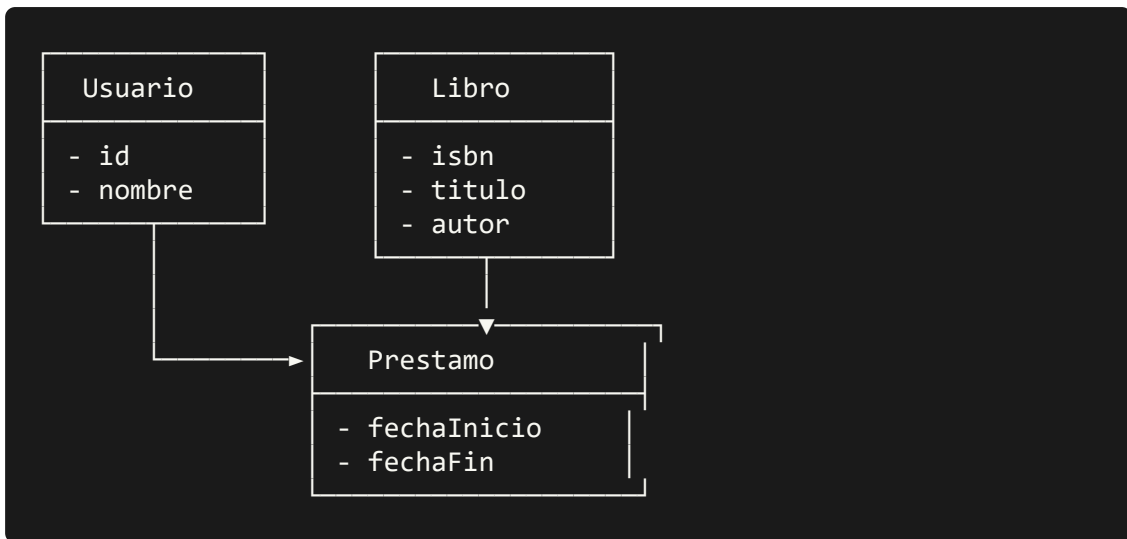 Usuario
- id
- nombre
Libro
- isbn
- titulo
- autor
Prestamo
- fechaInicio
- fechaFin